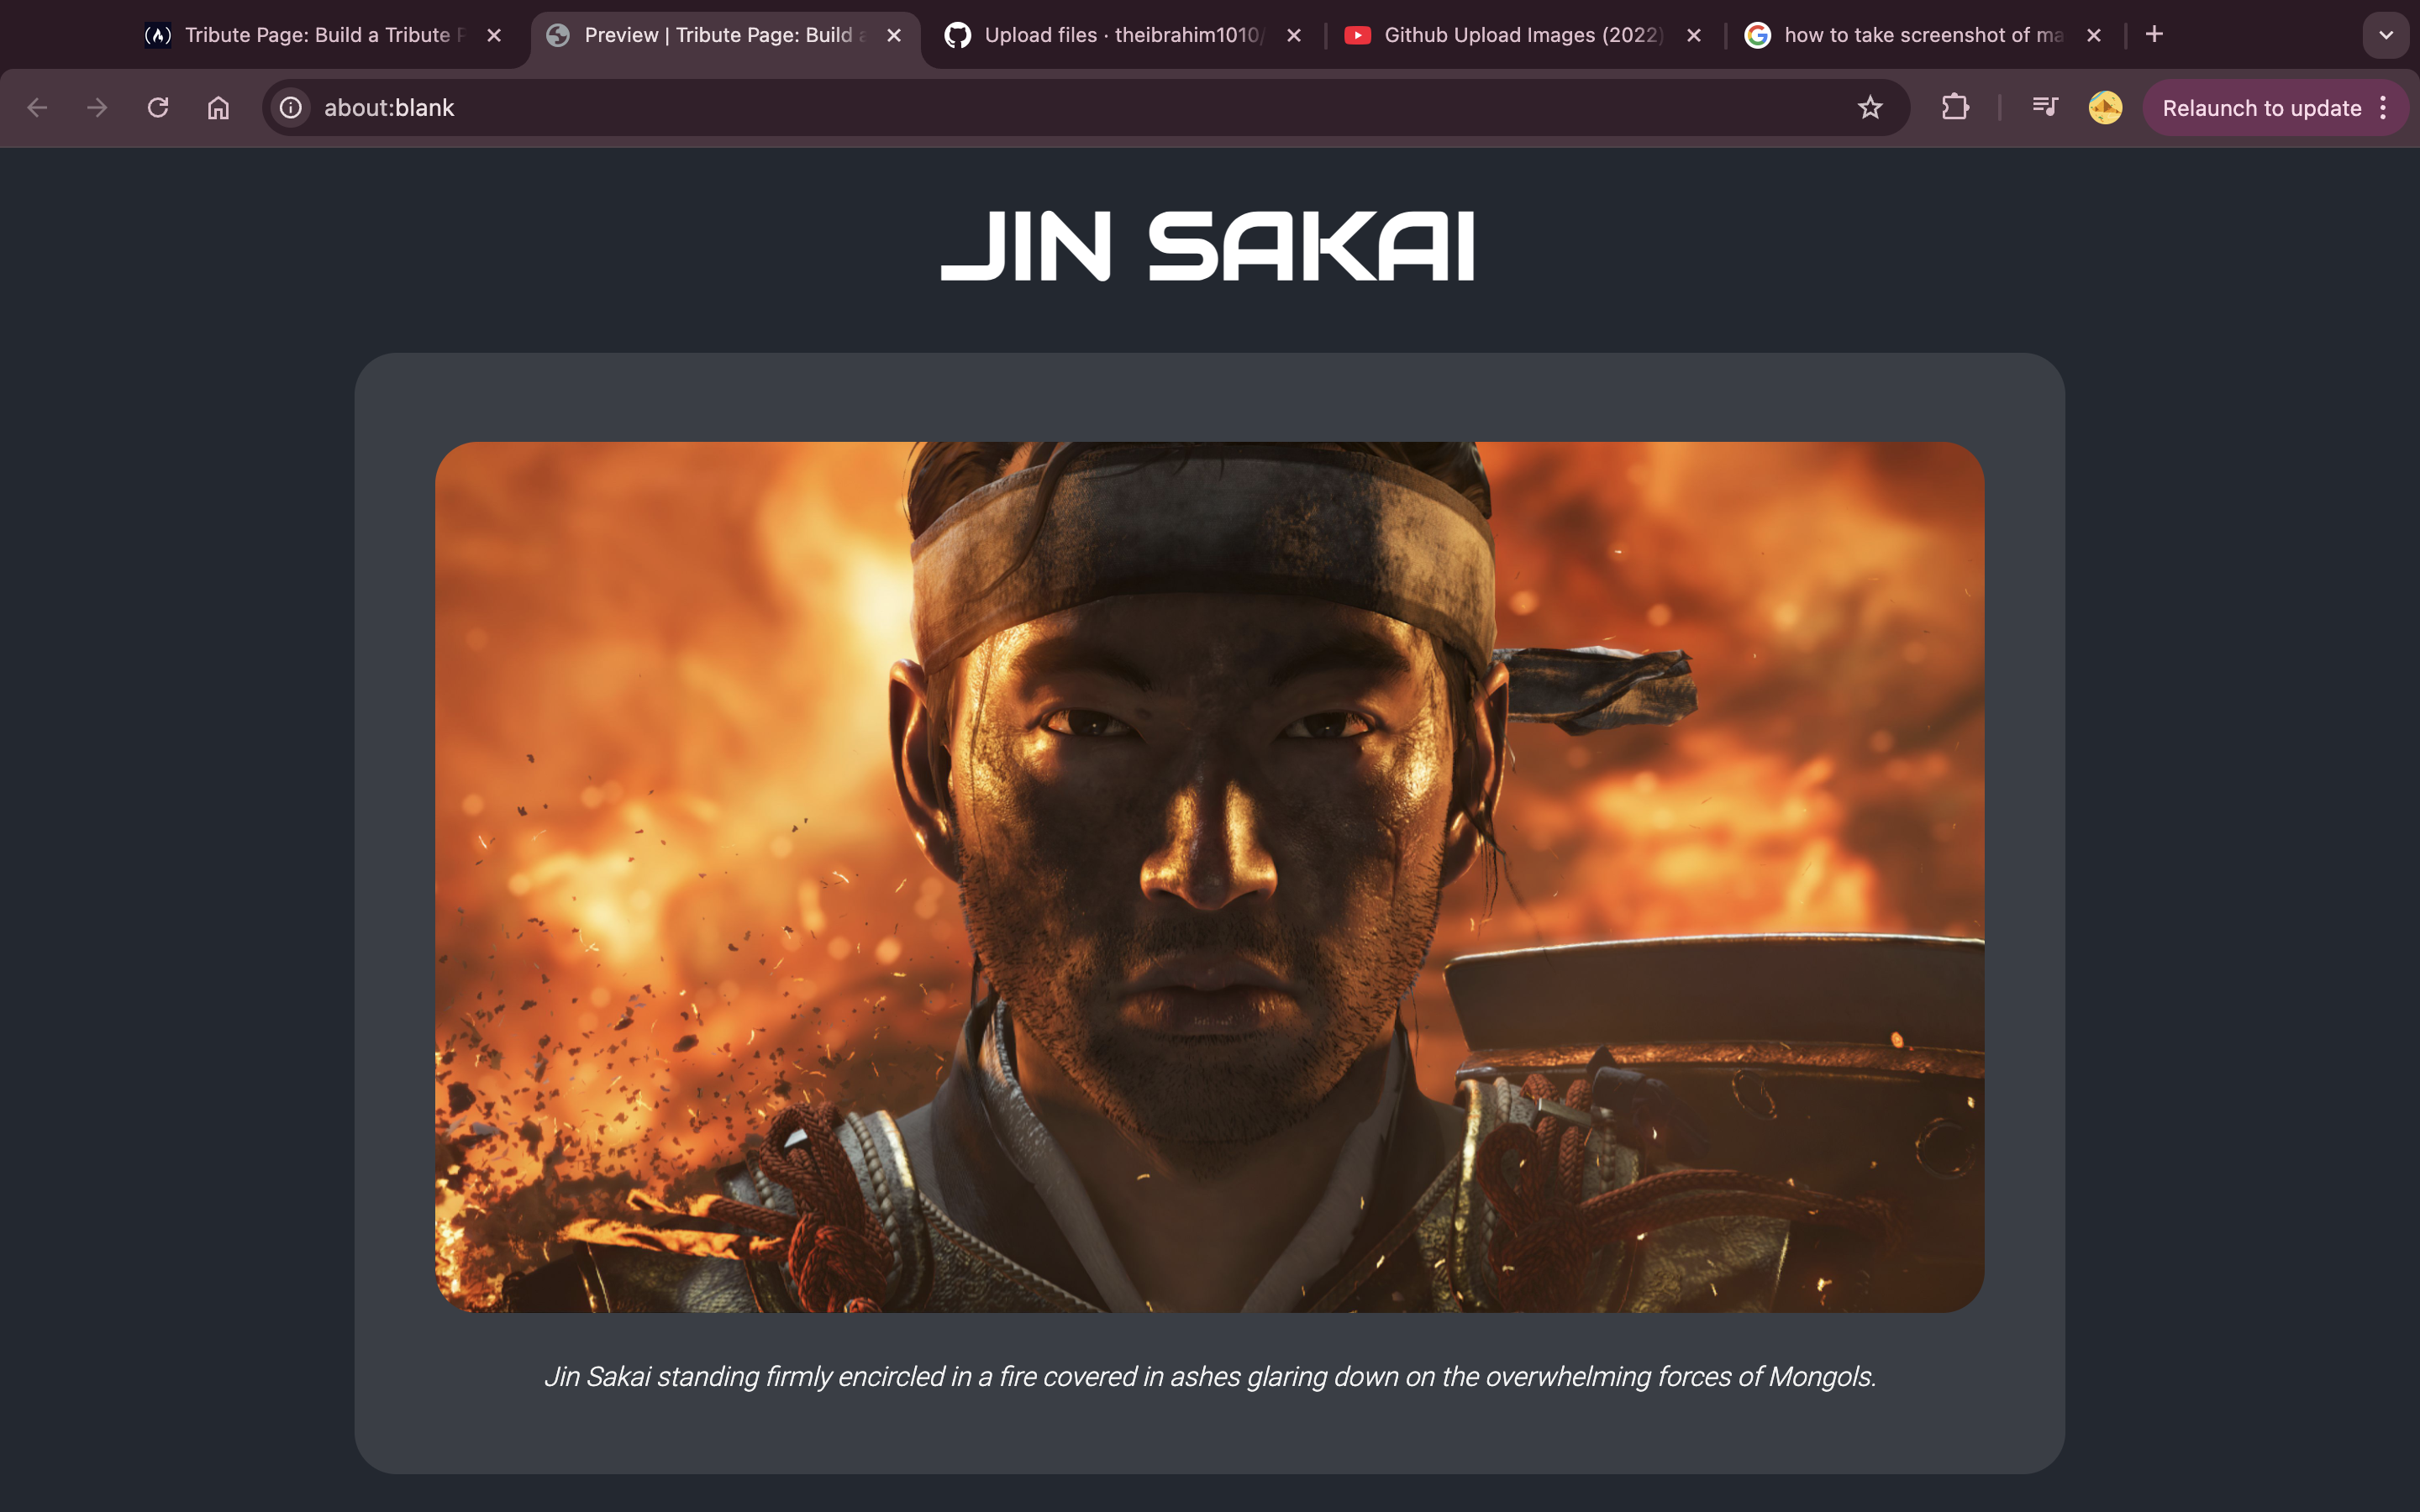 Tribute Page: Build a Tribute
Preview | Tribute Page: Build
Upload files · theibrahim1010/
Github Upload Images (2022)
how to take screenshot of ma
about:blank
Relaunch to update
JIN SAKAI
Jin Sakai standing firmly encircled in a fire covered in ashes glaring down on the overwhelming forces of Mongols.